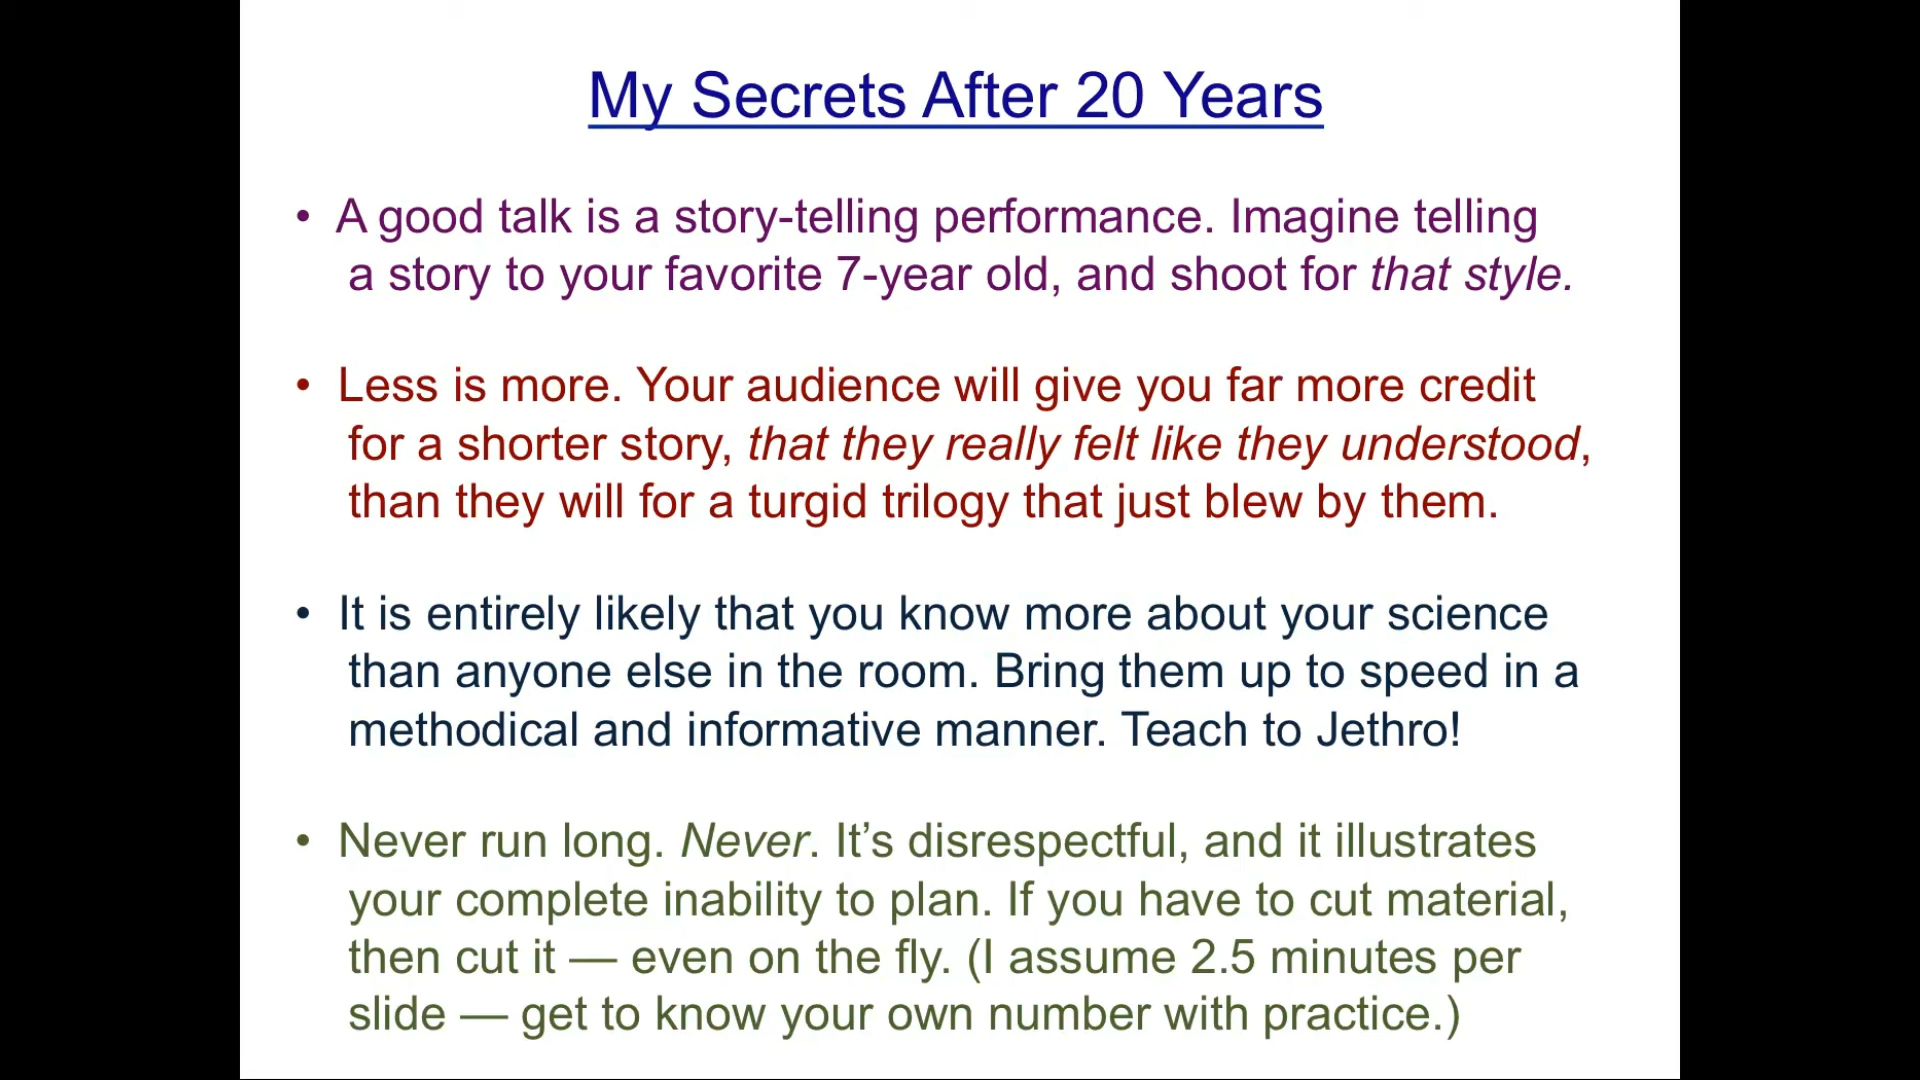 My Secrets After 20 Years
• A good talk is a story-telling performance. Imagine telling
a story to your favorite 7-year old, and shoot for that style.
• Less is more. Your audience will give you far more credit
for a shorter story, that they really felt like they understood,
than they will for a turgid trilogy that just blew by them.
• It is entirely likely that you know more about your science
than anyone else in the room. Bring them up to speed in a
methodical and informative manner. Teach to Jethro!
• Never run long. Never. It’s disrespectful, and it illustrates
your complete inability to plan. If you have to cut material,
then cut it — even on the fly. (I assume 2.5 minutes per
slide — get to know your own number with practice.)